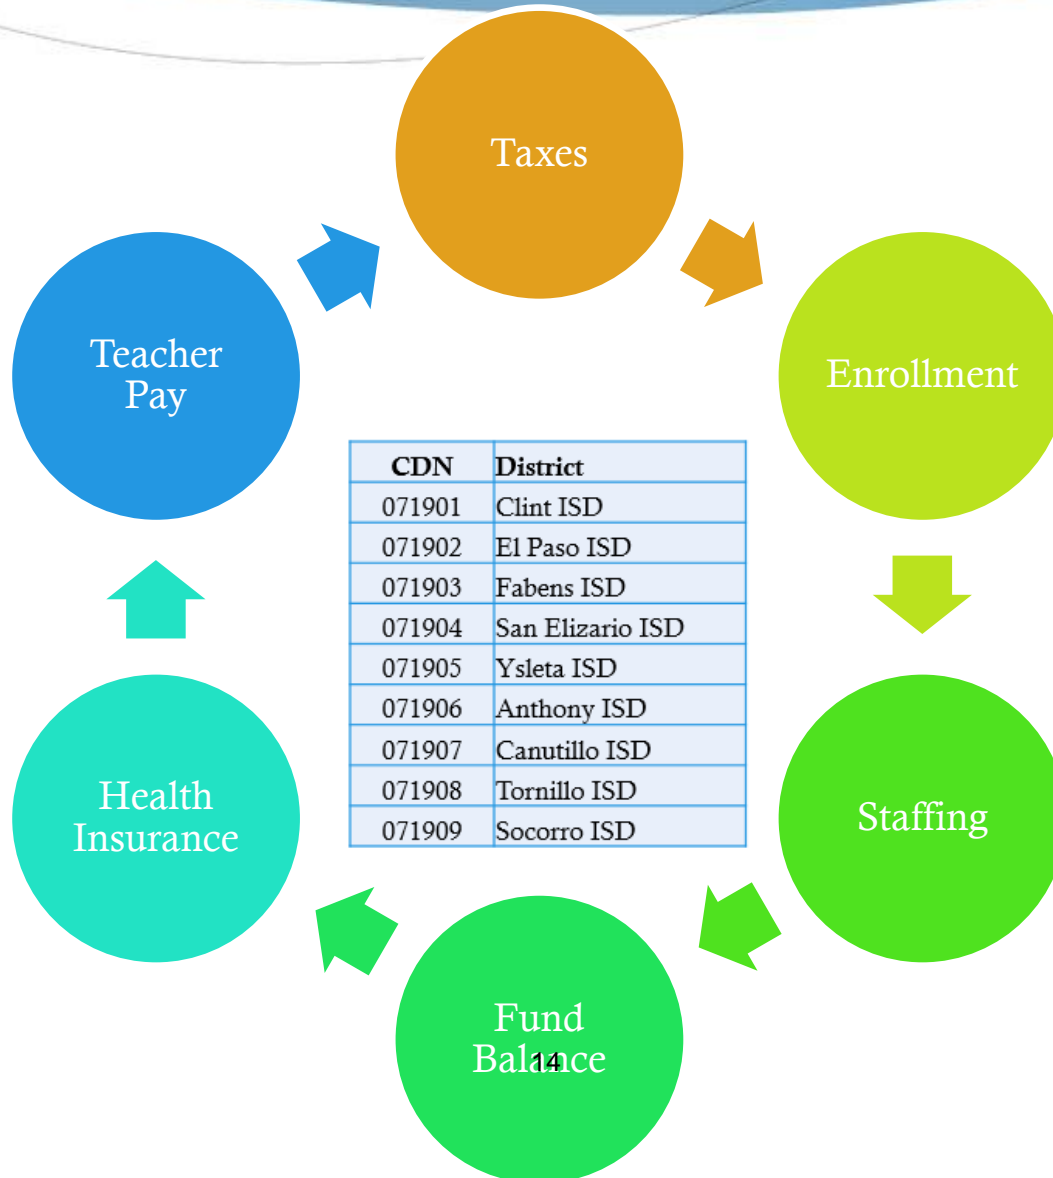 Taxes
Enrollment
Staffing
Fund
Balance
14
Health
Insurance
Teacher
Pay
CDN District
071901 Clint ISD
071902 El Paso ISD
071903 Fabens ISD
071904 San Elizario ISD
071905 Ysleta ISD
071906 Anthony ISD
071907 Canutillo ISD
071908 Tornillo ISD
071909 Socorro ISD